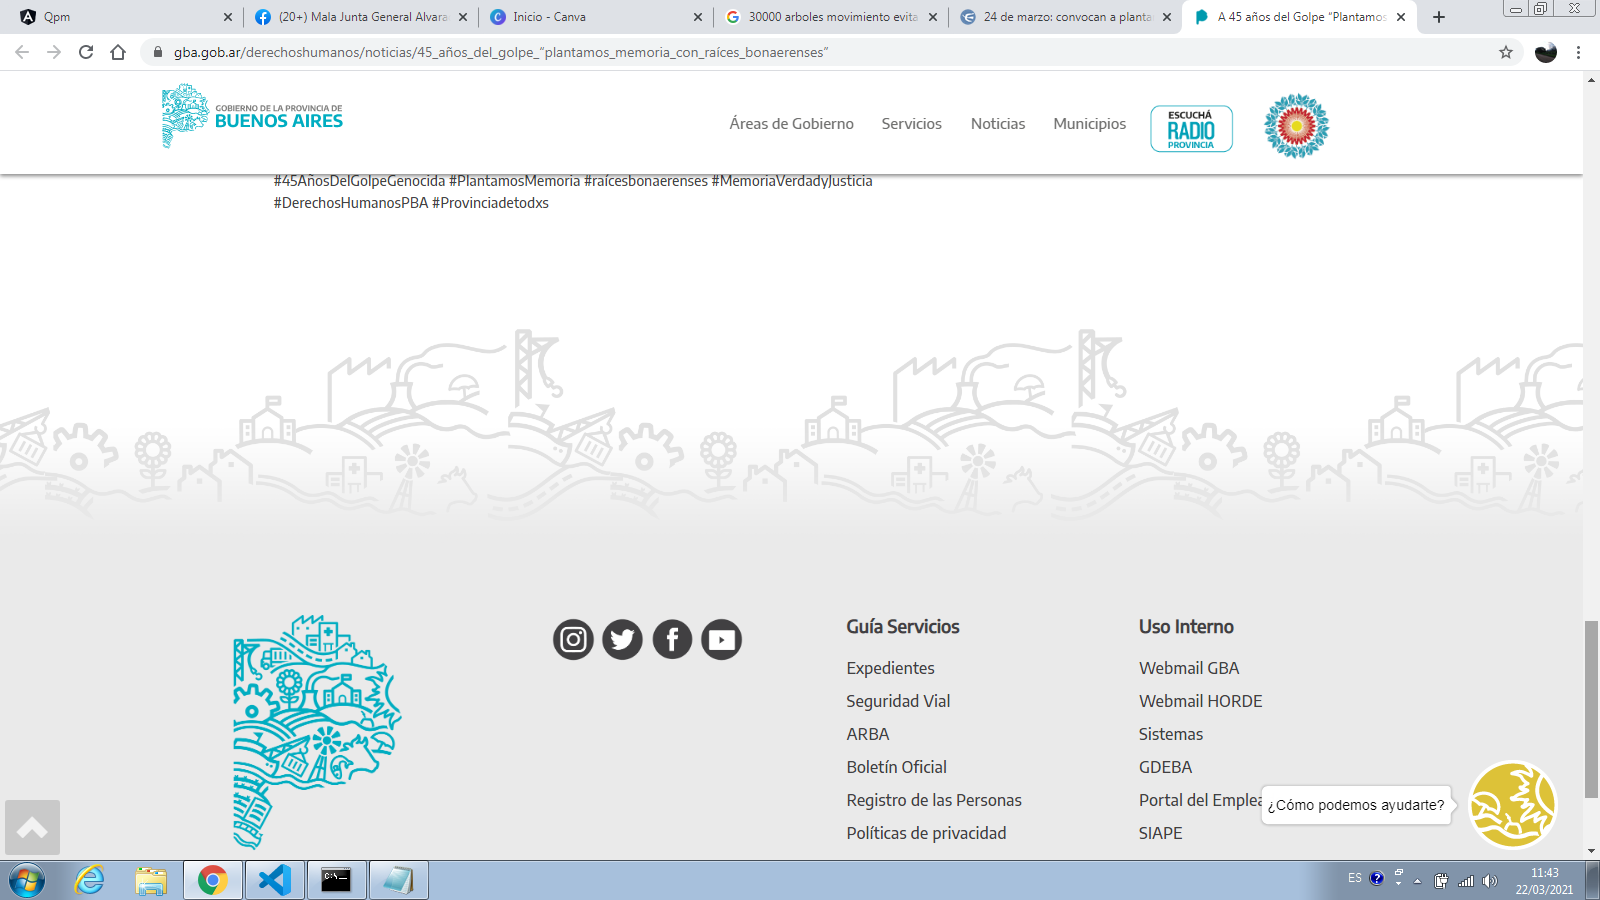 Qpm
(20+) Mala Junta General Alvara
Inicio - Canva
30000 arboles movimiento evita
24 de marzo: convocan a planta
A 45 años del Golpe “Plantamos
gba.gob.ar/derechoshumanos/noticias/45_años_del_golpe_“plantamos_memoria_con_raíces_bonaerenses”
GOBIERNO DE LA PROVINCIA DE
BUENOS AIRES
Áreas de Gobierno
Servicios
Noticias
Municipios
ESCUCHÁ
RADIO
PROVINCIA
#45AñosDelGolpeGenocida #PlantamosMemoria #raícesbonaerenses #MemoriaVerdadyJusticia
#DerechosHumanosPBA #Provinciadetodxs
Guía Servicios
Expedientes
Seguridad Vial
ARBA
Boletín Oficial
Registro de las Personas
Políticas de privacidad
Uso Interno
Webmail GBA
Webmail HORDE
Sistemas
GDEBA
Portal del Emplea
SIAPE
¿Cómo podemos ayudarte?
C:\
ES
11:43
22/03/2021